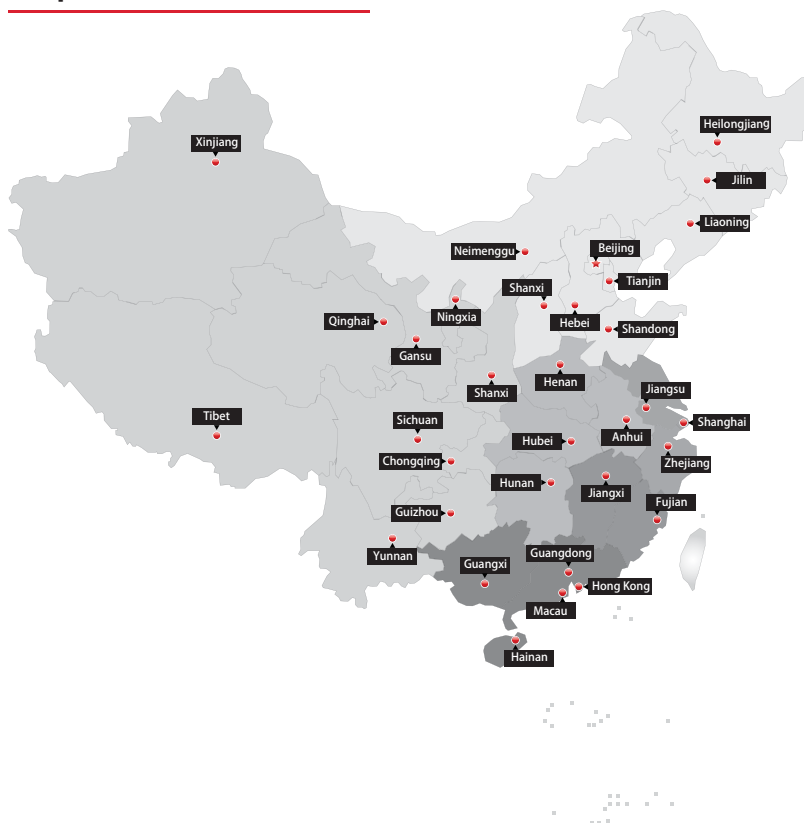 Heilongjiang
Xinjiang
Jilin
Liaoning
Beijing
Neimenggu
Tianjin
Shanxi
Ningxia
Qinghai
Hebei
Shandong
Gansu
Henan
Shanxi
Jiangsu
Tibet
Sichuan
Shanghai
Anhui
Hubei
Chongqing
Zhejiang
Hunan
Jiangxi
Fujian
Guizhou
Guangdong
Yunnan
Guangxi
Hong Kong
Macau
Hainan